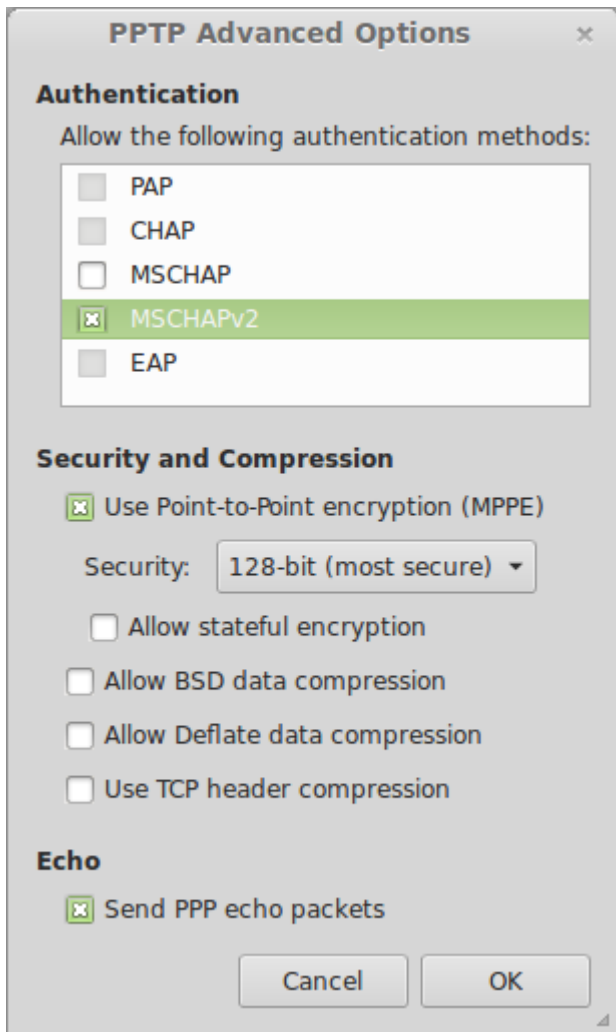 PPTP Advanced Options
Authentication
Allow the following authentication methods:
PAP
CHAP
MSCHAP
MSCHAPv2
EAP
Security and Compression
Use Point-to-Point encryption (MPPE)
Security: 128-bit (most secure)
Allow stateful encryption
Allow BSD data compression
Allow Deflate data compression
Use TCP header compression
Echo
Send PPP echo packets
Cancel OK